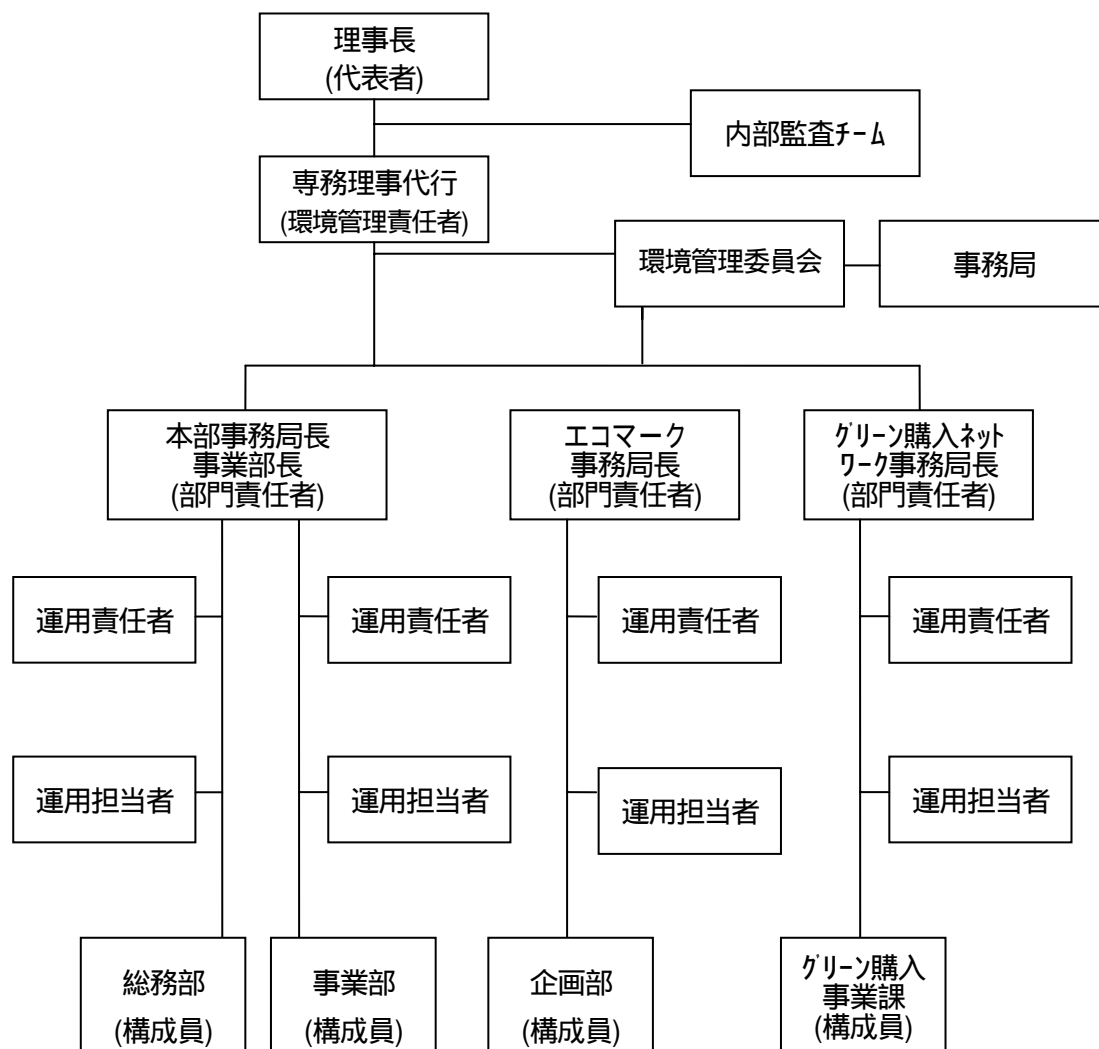 理事長
(代表者)
内部監査ﾁｰﾑ
専務理事代行
(環境管理責任者)
環境管理委員会
事務局
本部事務局長
事業部長
(部門責任者)
エコマーク
事務局長
(部門責任者)
ｸﾞﾘｰﾝ購入ﾈｯﾄ
ﾜｰｸ事務局長
(部門責任者)
運用責任者
運用責任者
運用責任者
運用責任者
運用担当者
運用担当者
運用担当者
運用担当者
総務部
(構成員)
事業部
(構成員)
企画部
(構成員)
ｸﾞﾘｰﾝ購入
事業課
(構成員)